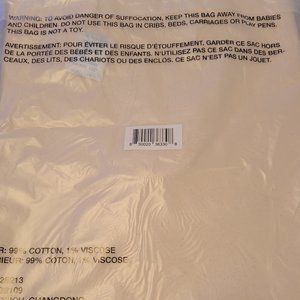 WARNING: TO AVOID DANGER OF SUFFOCATION, KEEP THIS BAG AWAY FROM BABIES
AND CHILDREN. DO NOT USE THIS BAG IN CRIBS, BEDS, CARRIAGES OR PLAY PENS.
THIS BAG IS NOT A TOY.
AVERTISSEMENT: POUR ÉVITER LE RISQUE D'ÉTOUFFEMENT, GARDER CE SAC HORS
DE LA PORTÉE DES BÉBÉS ET DES ENFANTS. N'UTILISEZ PAS CE SAC DANS DES BER-
CEAUX, DES LITS, DES CHARIOTS OU DES ENCLOS. CE SAC N'EST PAS UN JOUET.
R: 99% COTTON, 1% VISCOSE
IEUR: 99% COTON, 1% VISCOSE